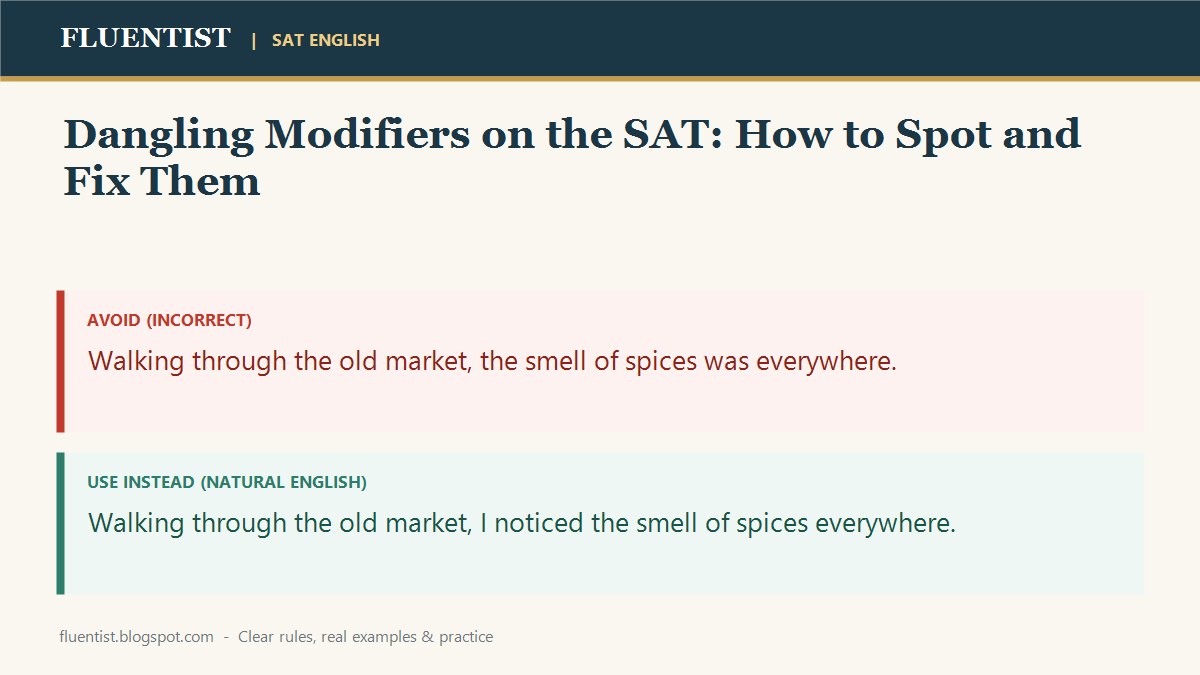 FLUENTIST | SAT ENGLISH
Dangling Modifiers on the SAT: How to Spot and
Fix Them
AVOID (INCORRECT)
Walking through the old market, the smell of spices was everywhere.
USE INSTEAD (NATURAL ENGLISH)
Walking through the old market, I noticed the smell of spices everywhere.
fluentist.blogspot.com - Clear rules, real examples & practice